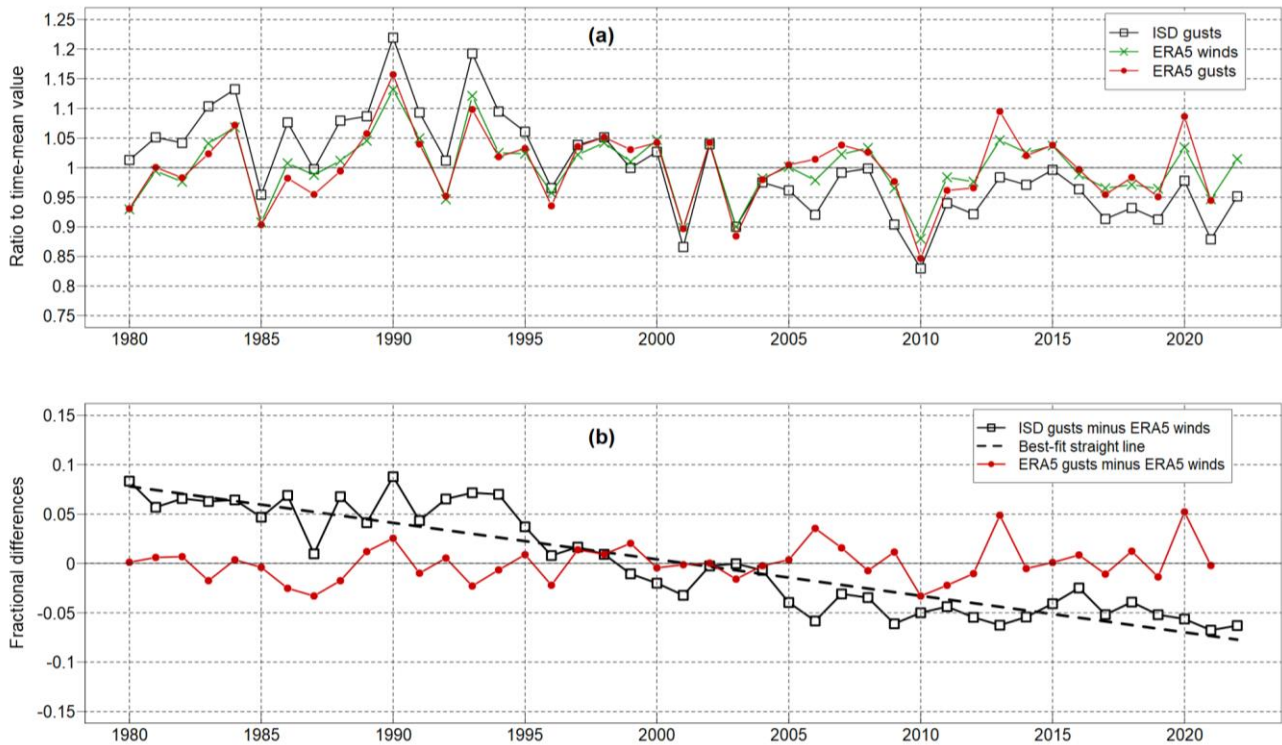 (a)
ISD gusts
ERA5 winds
ERA5 gusts
Ratio to time-mean value
1.25
1.2
1.15
1.1
1.05
1
0.95
0.9
0.85
0.8
0.75
1980 1985 1990 1995 2000 2005 2010 2015 2020
(b)
ISD gusts minus ERA5 winds
Best-fit straight line
ERA5 gusts minus ERA5 winds
Fractional differences
0.15
0.1
0.05
0
-0.05
-0.1
-0.15
1980 1985 1990 1995 2000 2005 2010 2015 2020